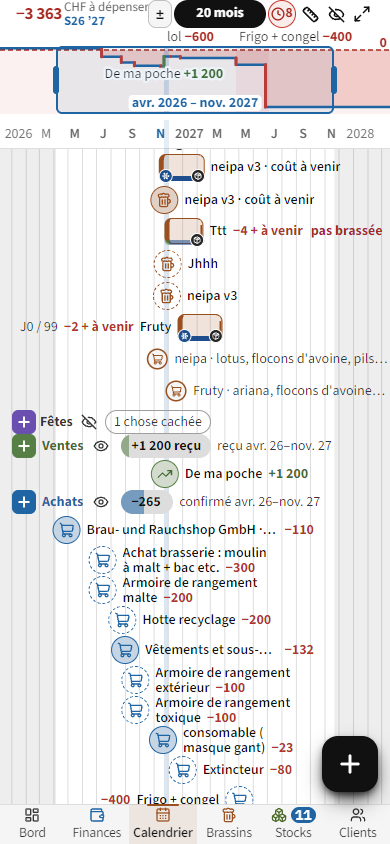 −3 363 CHF à dépenser
S26 '27
±
20 mois
8
lol −600 Frigo + congel −400
0
De ma poche +1 200
avr. 2026 – nov. 2027
2026 M M J S N 2027 M M J S N 2028
neipa v3 · coût à venir
neipa v3 · coût à venir
Ttt −4 + à venir pas brassée
Jhhh
neipa v3
J0 / 99 −2 + à venir Fruty
neipa · lotus, flocons d'avoine, pils…
Fruty · ariana, flocons d'avoine…
Fêtes 1 chose cachée
Ventes +1 200 reçu reçu avr. 26–nov. 27
De ma poche +1 200
Achats −265 confirmé avr. 26–nov. 27
Brau- und Rauchshop GmbH ·… −110
Achat brasserie : moulin
à malt + bac etc. −300
Armoire de rangement
malte −200
Hotte recyclage −200
Vêtements et sous-… −132
Armoire de rangement
extérieur −100
Armoire de rangement
toxique −100
consomable (
masque gant) −23
Extincteur −80
−400 Frigo + congel
+
11
Bord Finances Calendrier Brassins Stocks Clients